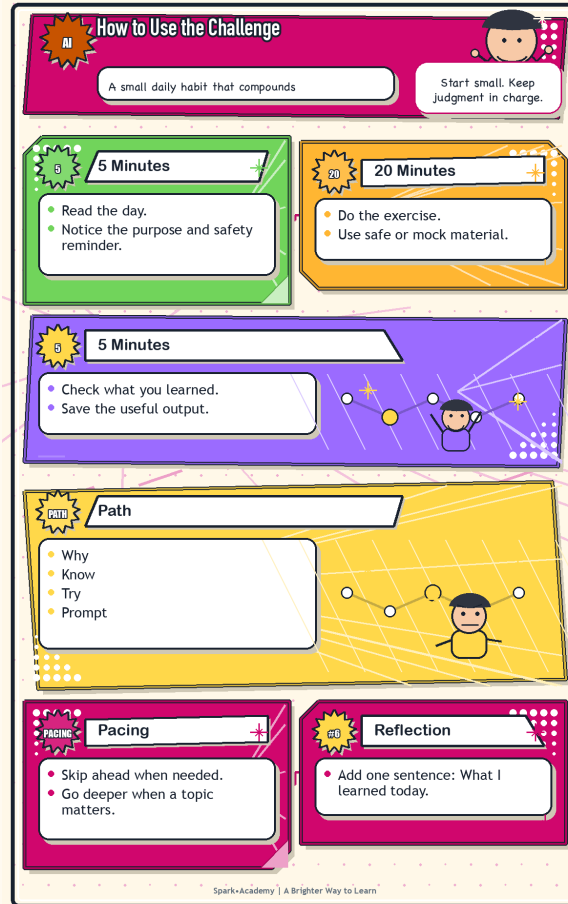 AI
How to Use the Challenge
A small daily habit that compounds
Start small. Keep
judgment in charge.
5
5 Minutes
Read the day.
Notice the purpose and safety
reminder.
20
20 Minutes
Do the exercise.
Use safe or mock material.
5
5 Minutes
Check what you learned.
Save the useful output.
PATH
Path
Why
Know
Try
Prompt
PACING
Pacing
Skip ahead when needed.
Go deeper when a topic
matters.
#6
Reflection
Add one sentence: What I
learned today.
Spark•Academy | A Brighter Way to Learn